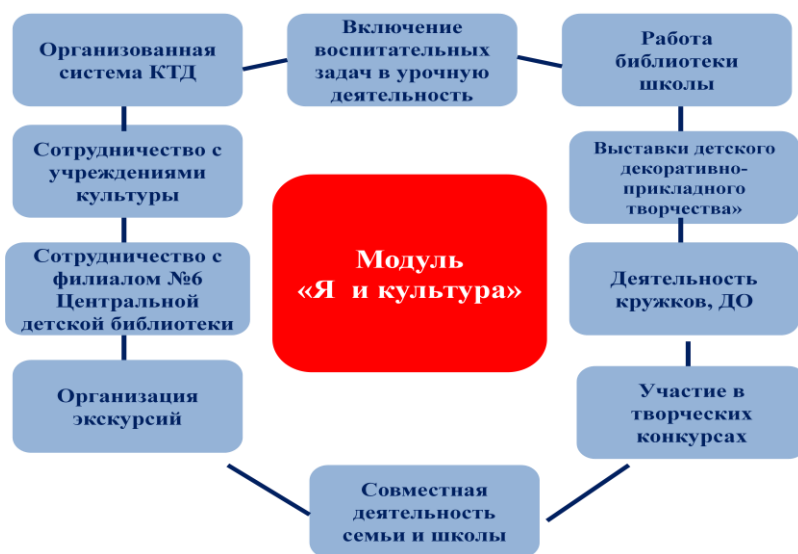 Организованная
система КТД
Включение
воспитательных
задач в урочную
деятельность
Работа
библиотеки
школы
Сотрудничество с
учреждениями
культуры
Выставки детского
декоративно-
прикладного
творчества»
Модуль
«Я и культура»
Сотрудничество с
филиалом №6
Центральной
детской библиотеки
Деятельность
кружков, ДО
Организация
экскурсий
Участие в
творческих
конкурсах
Совместная
деятельность
семьи и школы